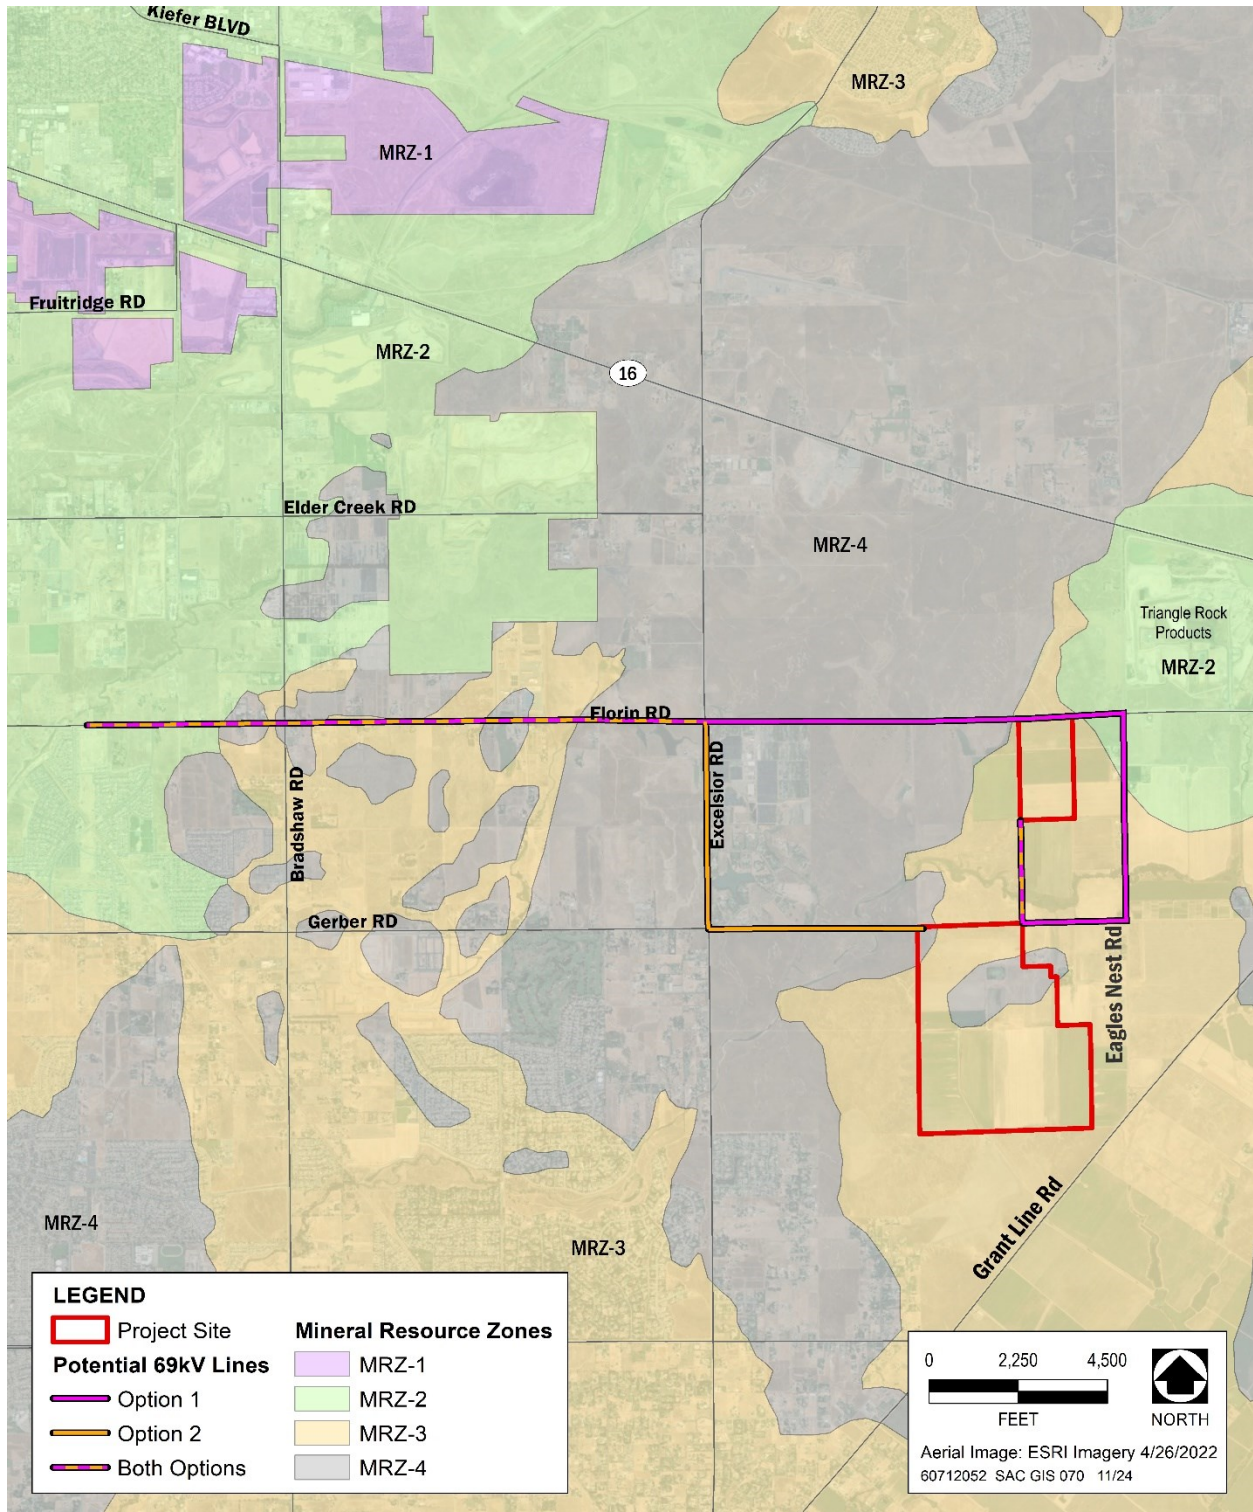 Kiefer BLVD
MRZ-3
MRZ-1
Fruitridge RD
MRZ-2
16
Elder Creek RD
MRZ-4
Triangle Rock
Products
MRZ-2
Florin RD
Bradshaw RD
Excelsior RD
Gerber RD
Eagles Nest Rd
Grant Line Rd
MRZ-4
MRZ-3
LEGEND
Project Site
Potential 69kV Lines
Option 1
Option 2
Both Options
Mineral Resource Zones
MRZ-1
MRZ-2
MRZ-3
MRZ-4
0 2,250 4,500
FEET
NORTH
Aerial Image: ESRI Imagery 4/26/2022
60712052 SAC GIS 070 11/24